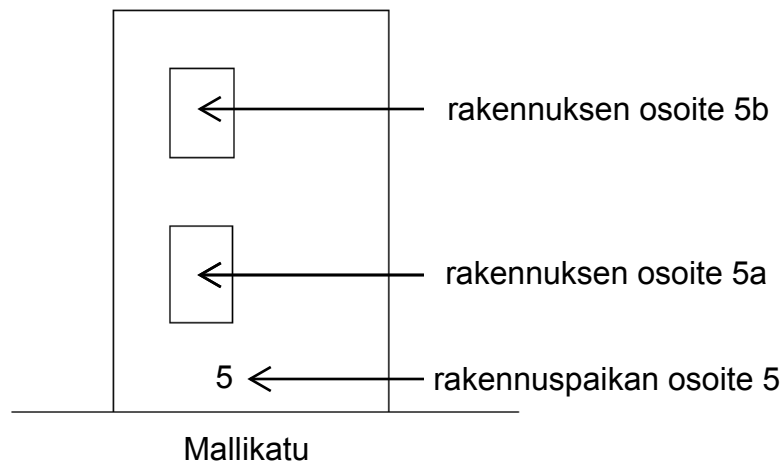 rakennuksen osoite 5b
rakennuksen osoite 5a
5
rakennuspaikan osoite 5
Mallikatu